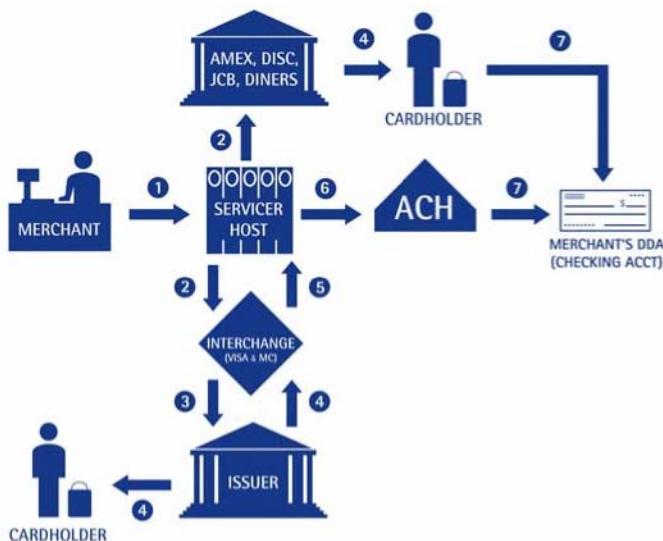 AMEX, DISC,
JCB, DINERS
4
CARDHOLDER
7
2
MERCHANT
1
SERVICER
HOST
6
ACH
7
$
MERCHANT'S DDA
(CHECKING ACCT)
2
5
INTERCHANGE
(VISA & MC)
3
4
ISSUER
4
CARDHOLDER